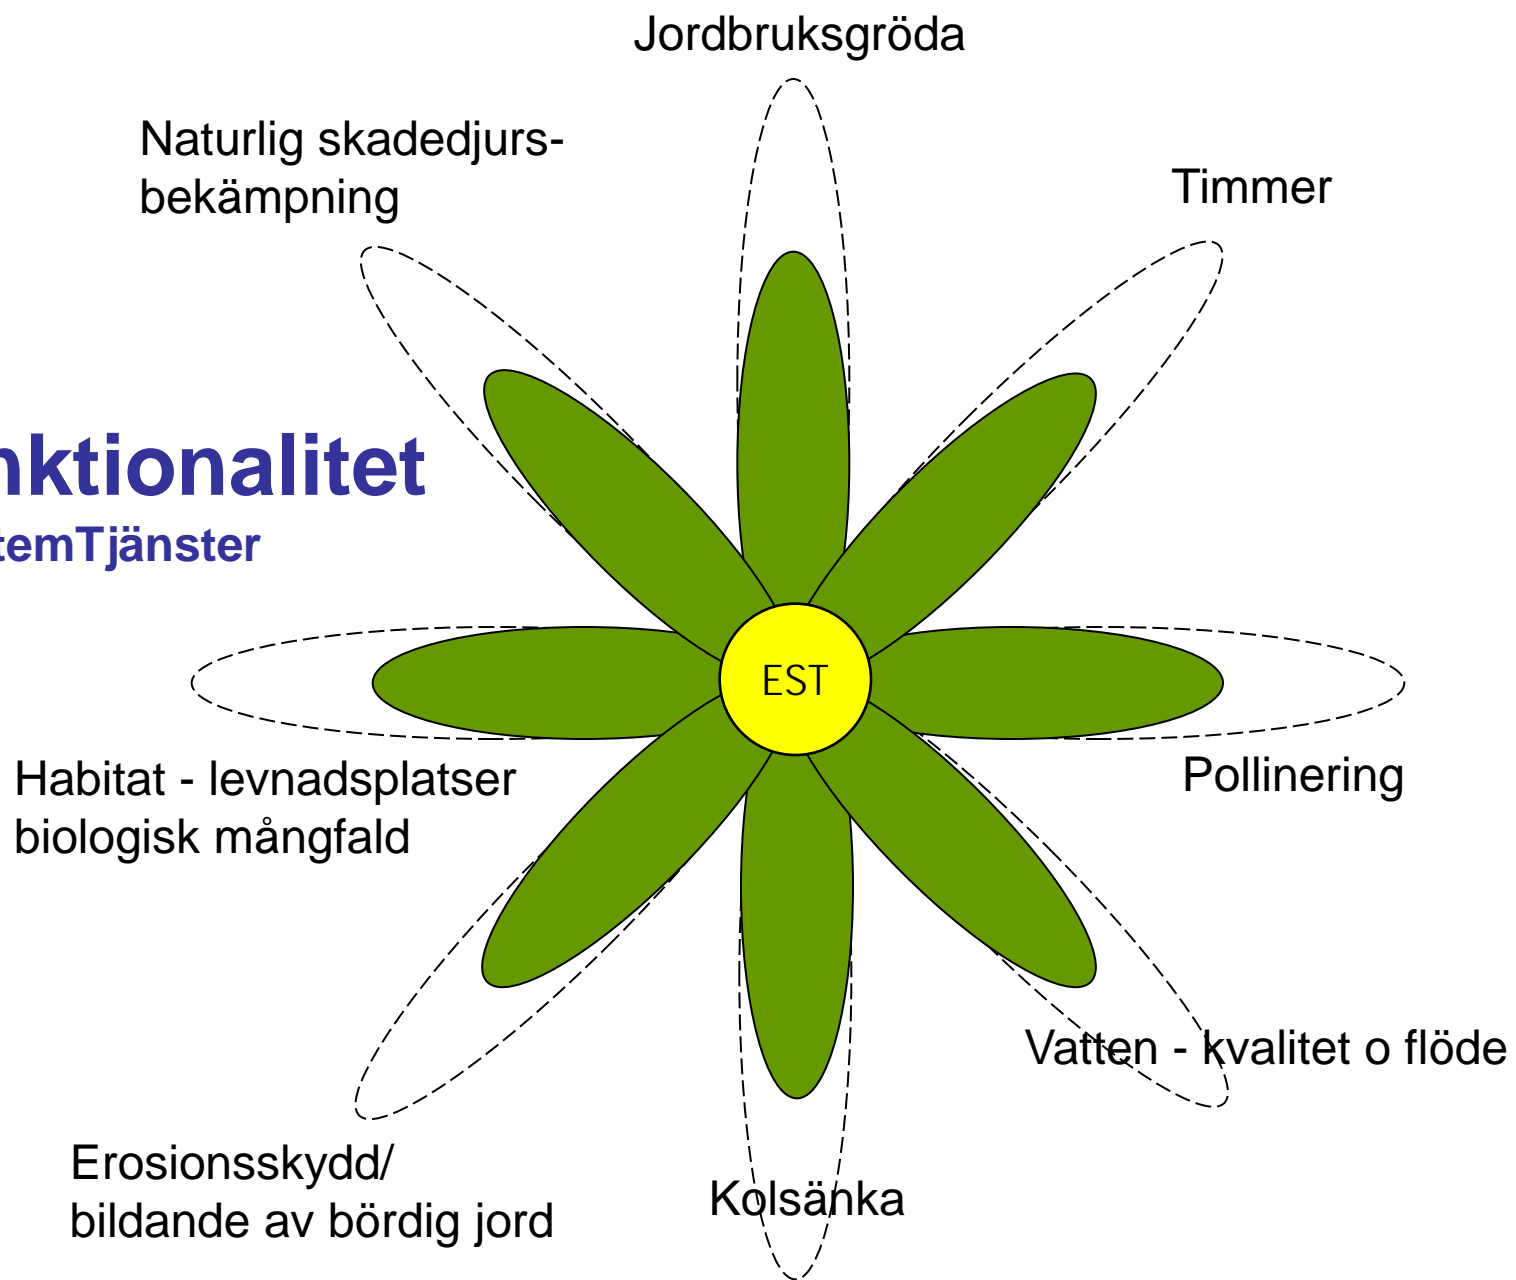 Jordbruksgröda
Naturlig skadedjurs-
bekämpning
Timmer
nktionalitet
temTjänster
EST
Habitat - levnadsplatser
biologisk mångfald
Pollinering
Vatten - kvalitet o flöde
Erosionsskydd/
bildande av bördig jord
Kolsänka